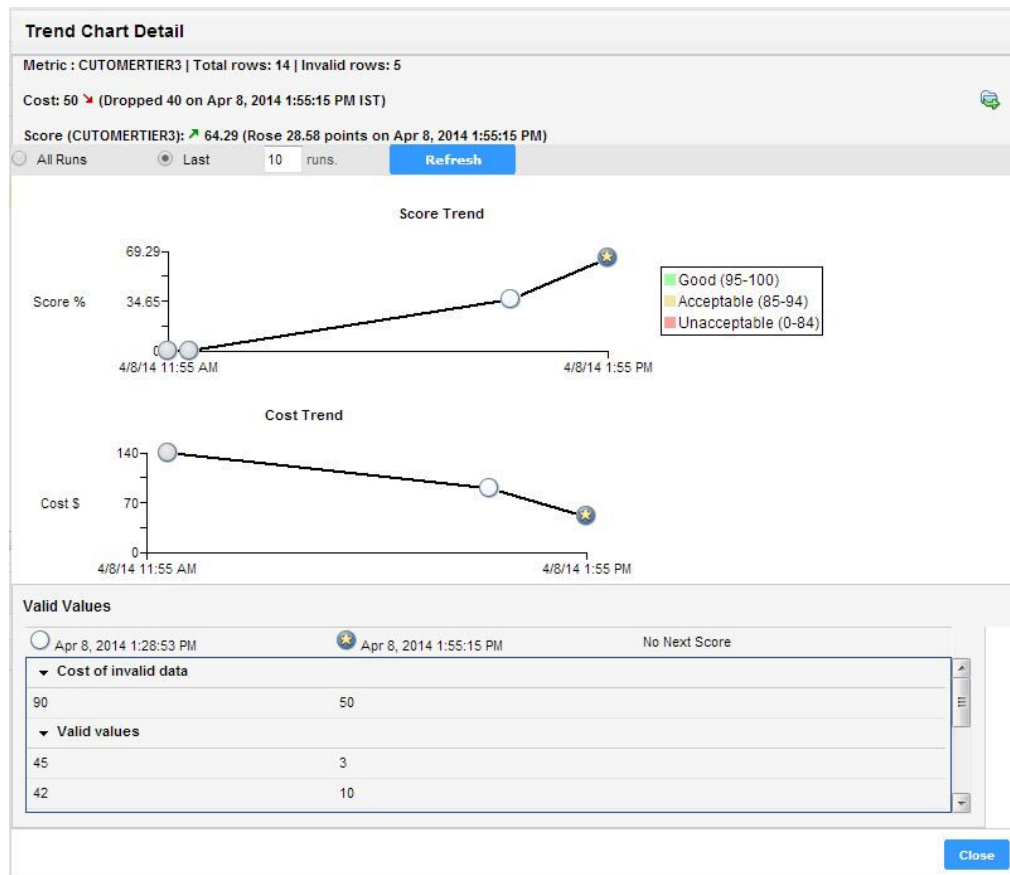 Trend Chart Detail
Metric : CUTOMERTIER3 | Total rows: 14 | Invalid rows: 5
Cost: 50 (Dropped 40 on Apr 8, 2014 1:55:15 PM IST)
Score (CUTOMERTIER3): 64.29 (Rose 28.58 points on Apr 8, 2014 1:55:15 PM)
All Runs Last 10 runs. Refresh
Score Trend
69.29
Score % 34.65
0
4/8/14 11:55 AM 4/8/14 1:55 PM
Good (95-100)
Acceptable (85-94)
Unacceptable (0-84)
Cost Trend
140
Cost $ 70
0
4/8/14 11:55 AM 4/8/14 1:55 PM
Valid Values
Apr 8, 2014 1:28:53 PM Apr 8, 2014 1:55:15 PM No Next Score
Cost of invalid data
90 50
Valid values
45 3
42 10
Close